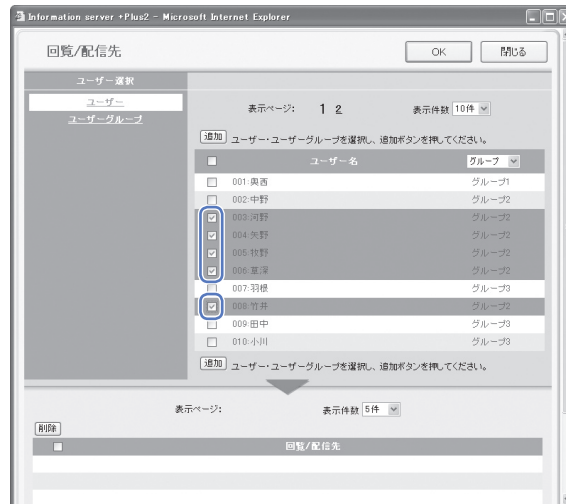 Information server +Plus2 - Microsoft Internet Explorer
回覧/配信先
OK
閉じる
ユーザー選択
ユーザー
ユーザーグループ
表示ページ: 1 2 表示件数 10件
追加 ユーザー・ユーザーグループを選択し、追加ボタンを押してください。
ユーザー名 グループ
001:奥西 グループ1
002:中野 グループ2
003:河野 グループ2
004:矢野 グループ2
005:牧野 グループ2
006:草深 グループ2
007:羽根 グループ3
008:竹井 グループ2
009:田中 グループ3
010:小川 グループ3
追加 ユーザー・ユーザーグループを選択し、追加ボタンを押してください。
表示ページ: 表示件数 5件
削除
回覧/配信先